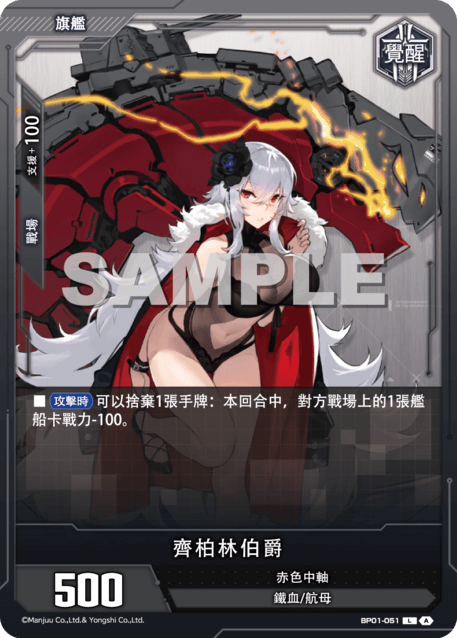 旗艦
覺醒
支援+100
戰場
SAMPLE
■ 攻擊時 可以捨棄1張手牌：本回合中，對方戰場上的1張艦
船卡戰力-100。
齊柏林伯爵
500
赤色中軸
鐵血/航母
©Manjuu Co.,Ltd.& Yongshi Co.,Ltd.
BP01-051 L A